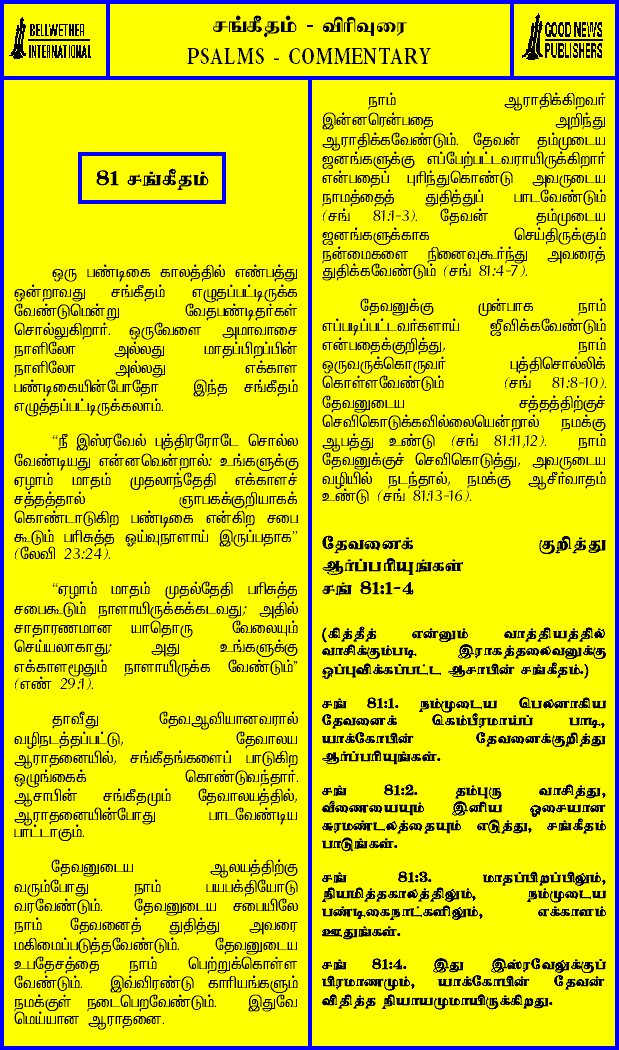 BELLWETHER
INTERNATIONAL
சங்கீதம் - விரிவுரை
PSALMS - COMMENTARY
GOOD NEWS
PUBLISHERS
81 சங்கீதம்
ஒரு பண்டிகை காலத்தில் எண்பத்து
ஒன்றாவது சங்கீதம் எழுதப்பட்டிருக்க
வேண்டுமென்று வேதபண்டிதர்கள்
சொல்லுகிறார். ஒருவேளை அமாவாசை
நாளிலோ அல்லது மாதப்பிறப்பின்
நாளிலோ அல்லது எக்காள
பண்டிகையின்போதோ இந்த சங்கீதம்
எழுத்தப்பட்டிருக்கலாம்.
“நீ இஸ்ரவேல் புத்திரரோடே சொல்ல
வேண்டியது என்னவென்றால்: உங்களுக்கு
ஏழாம் மாதம் முதலாந்தேதி எக்காளச்
சத்தத்தால் ஞாபகக்குறியாகக்
கொண்டாடுகிற பண்டிகை என்கிற சபை
கூடும் பரிசுத்த ஓய்வுநாளாய் இருப்பதாக”
(லேவி 23:24).
“ஏழாம் மாதம் முதல்தேதி பரிசுத்த
சபைகூடும் நாளாயிருக்கக்கடவது; அதில்
சாதாரணமான யாதொரு வேலையும்
செய்யலாகாது; அது உங்களுக்கு
எக்காளமூதும் நாளாயிருக்க வேண்டும்”
(எண் 29:1).
தாவீது தேவஆவியானவரால்
வழிநடத்தப்பட்டு, தேவாலய
ஆராதனையில், சங்கீதங்களைப் பாடுகிற
ஒழுங்கைக் கொண்டுவந்தார்.
ஆசாபின் சங்கீதமும் தேவாலயத்தில்,
ஆராதனையின்போது பாடவேண்டிய
பாட்டாகும்.
தேவனுடைய ஆலயத்திற்கு
வரும்போது நாம் பயபக்தியோடு
வரவேண்டும். தேவனுடைய சபையிலே
நாம் தேவனைத் துதித்து அவரை
மகிமைப்படுத்தவேண்டும். தேவனுடைய
உபதேசத்தை நாம் பெற்றுக்கொள்ள
வேண்டும். இவ்விரண்டு காரியங்களும்
நமக்குள் நடைபெறவேண்டும். இதுவே
மெய்யான ஆராதனை.
நாம் ஆராதிக்கிறவர்
இன்னரென்பதை அறிந்து
ஆராதிக்கவேண்டும். தேவன் தம்முடைய
ஜனங்களுக்கு எப்பேற்பட்டவராயிருக்கிறார்
என்பதைப் புரிந்துகொண்டு அவருடைய
நாமத்தைத் துதித்துப் பாடவேண்டும்
(சங் 81:1-3). தேவன் தம்முடைய
ஜனங்களுக்காக செய்திருக்கும்
நன்மைகளை நினைவுகூர்ந்து அவரைத்
துதிக்கவேண்டும் (சங் 81:4-7).
தேவனுக்கு முன்பாக நாம்
எப்படிப்பட்டவர்களாய் ஜீவிக்கவேண்டும்
என்பதைக்குறித்து, நாம்
ஒருவருக்கொருவர் புத்திசொல்லிக்
கொள்ளவேண்டும் (சங் 81:8-10).
தேவனுடைய சத்தத்திற்குச்
செவிகொடுக்கவில்லையென்றால் நமக்கு
ஆபத்து உண்டு (சங் 81:11,12). நாம்
தேவனுக்குச் செவிகொடுத்து, அவருடைய
வழியில் நடந்தால், நமக்கு ஆசீர்வாதம்
உண்டு (சங் 81:13-16).
தேவனைக் குறித்து
ஆர்ப்பரியுங்கள்
சங் 81:1-4
(கித்தீத் என்னும் வாத்தியத்தில்
வாசிக்கும்படி, இராகத்தலைவனுக்கு
ஒப்புவிக்கப்பட்ட ஆசாபின் சங்கீதம்.)
சங் 81:1. நம்முடைய பெலனாகிய
தேவனைக் கெம்பீரமாய்ப் பாடி,
யாக்கோபின் தேவனைக்குறித்து
ஆர்ப்பரியுங்கள்.
சங் 81:2. தம்புரு வாசித்து,
வீணையையும் இனிய ஓசையான
சுரமண்டலத்தையும் எடுத்து, சங்கீதம்
பாடுங்கள்.
சங் 81:3. மாதப்பிறப்பிலும்,
நியமித்தகாலத்திலும், நம்முடைய
பண்டிகைநாட்களிலும், எக்காளம்
ஊதுங்கள்.
சங் 81:4. இது இஸ்ரவேலுக்குப்
பிரமாணமும், யாக்கோபின் தேவன்
விதித்த நியாயமுமாயிருக்கிறது.